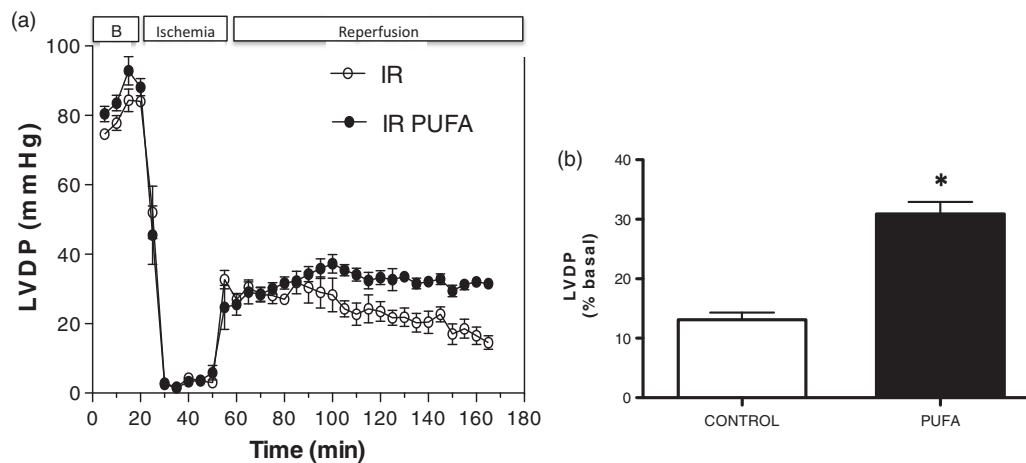 (a)
B Ischemia Reperfusion
100
80
60
40
20
0
LVDP (mmHg)
IR
IR PUFA
0 20 40 60 80 100 120 140 160 180
Time (min)
(b)
*
40
30
20
10
0
LVDP
(% basal)
CONTROL PUFA